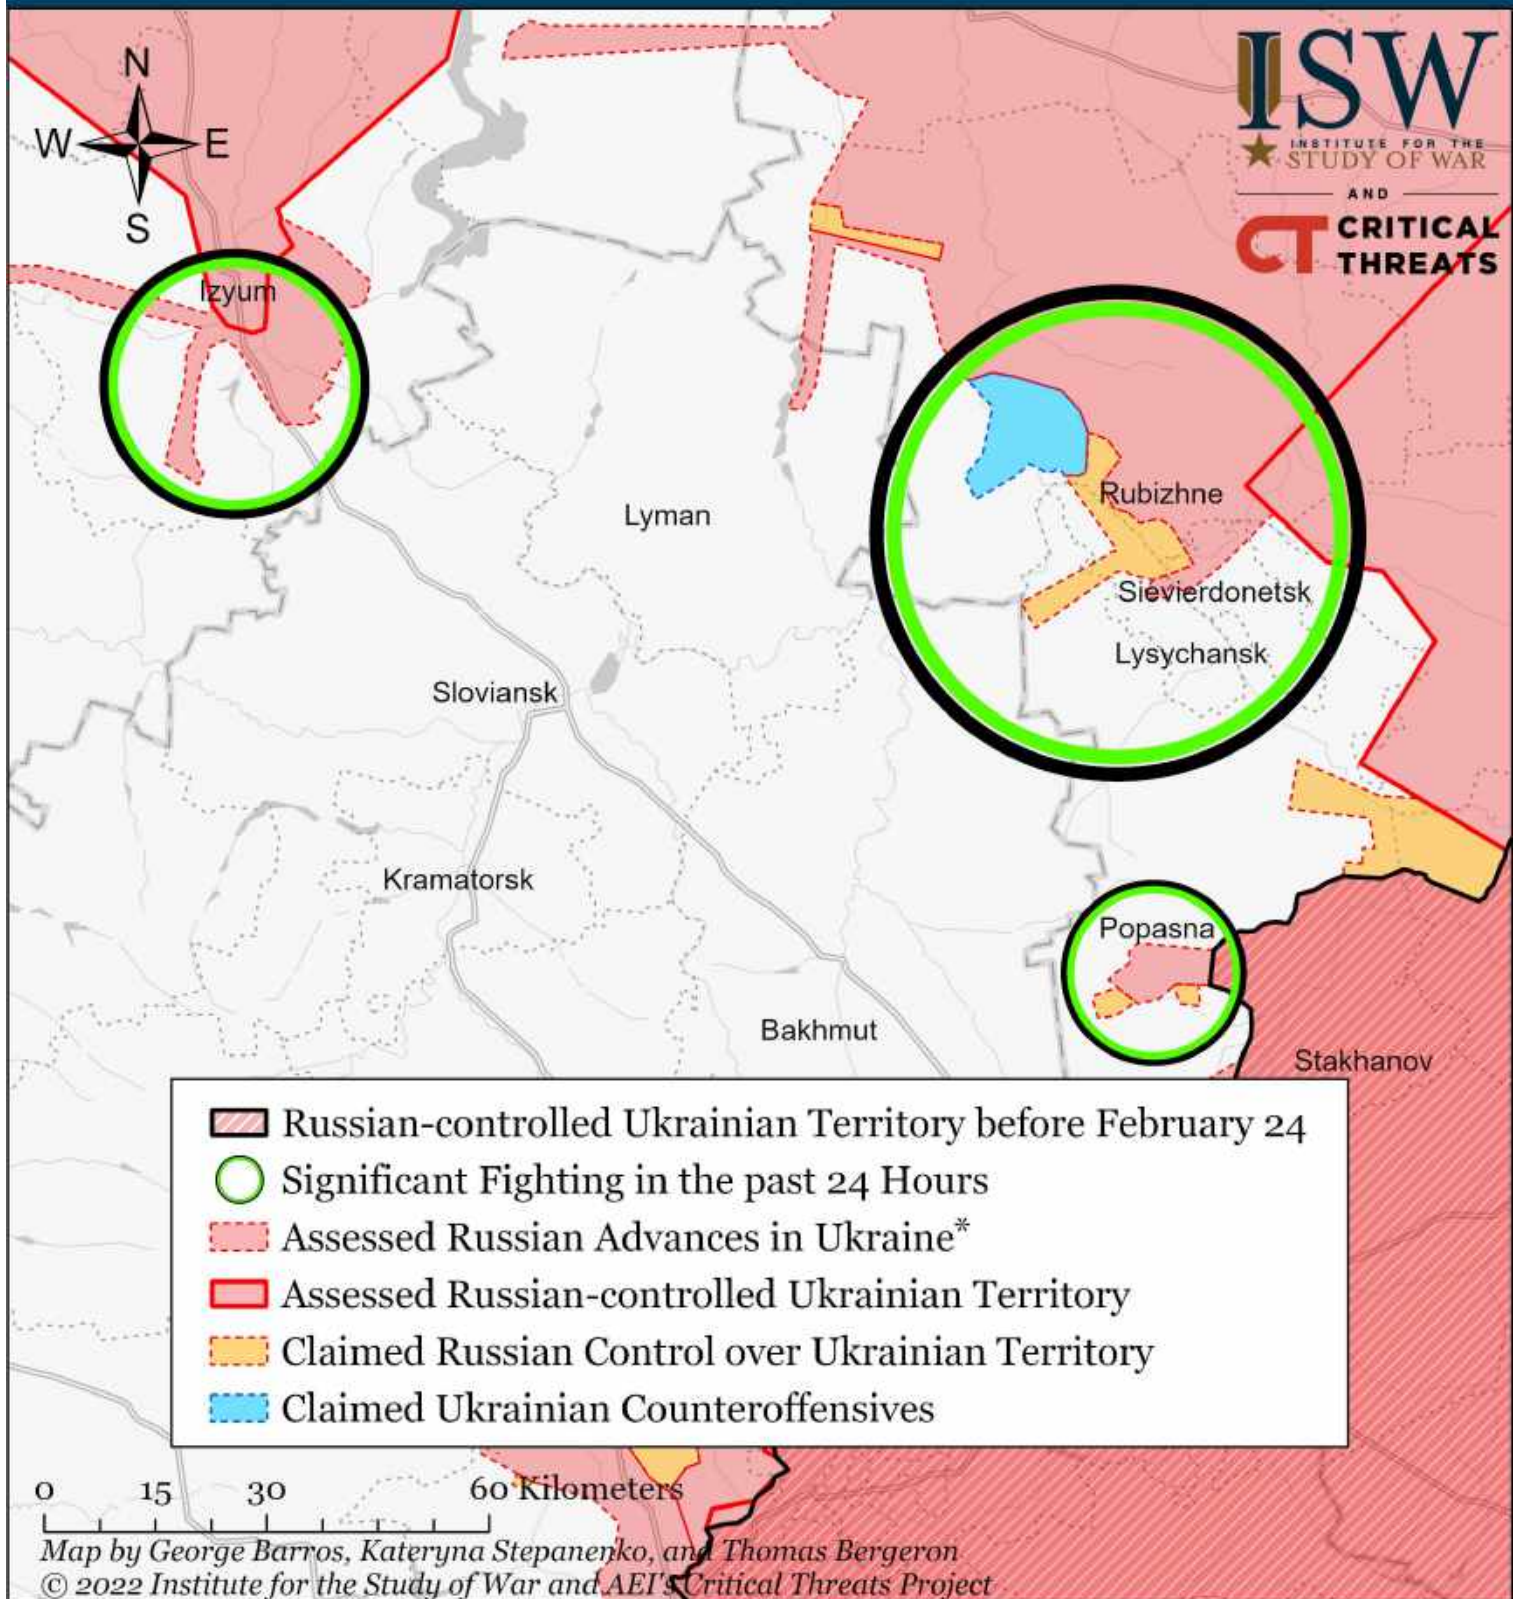 N
W E
S
ISW
INSTITUTE FOR THE
STUDY OF WAR
AND
CT CRITICAL
THREATS
Izyum
Rubizhne
Lyman
Sievierdonetsk
Lysychansk
Sloviansk
Kramatorsk
Popasna
Bakhmut
Stakhanov
Russian-controlled Ukrainian Territory before February 24
Significant Fighting in the past 24 Hours
Assessed Russian Advances in Ukraine*
Assessed Russian-controlled Ukrainian Territory
Claimed Russian Control over Ukrainian Territory
Claimed Ukrainian Counteroffensives
0 15 30 60 Kilometers
Map by George Barros, Kateryna Stepanenko, and Thomas Bergeron
© 2022 Institute for the Study of War and AEI's Critical Threats Project